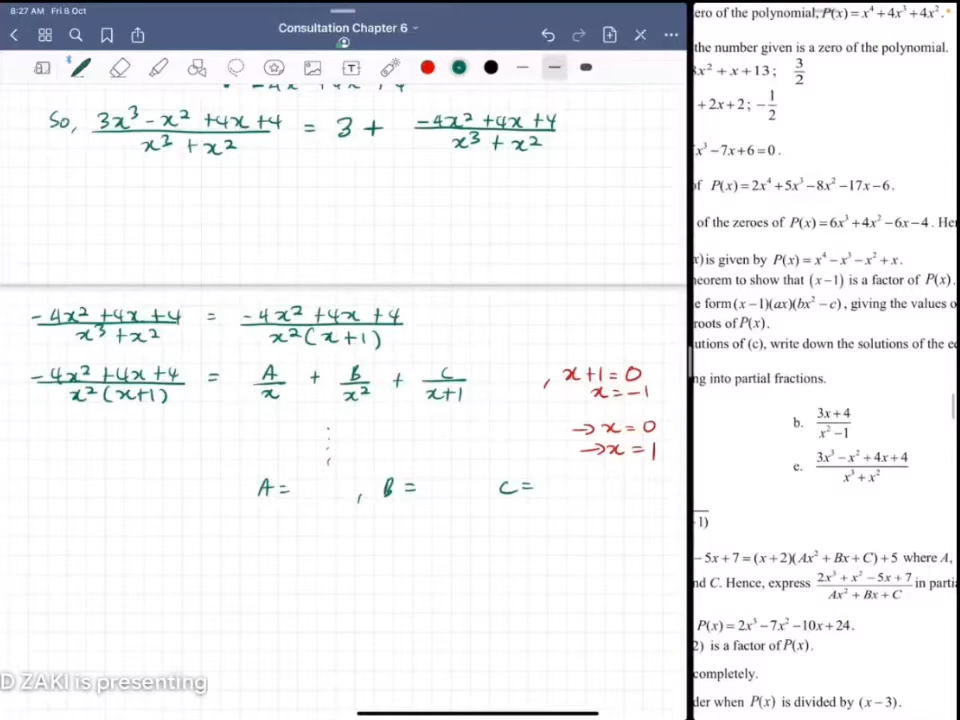 8:27 AM Fri 8 Oct
Consultation Chapter 6
So, (3x³ - x² + 4x + 4)/(x³ + x²) = 3 + (-4x² + 4x + 4)/(x³ + x²)
(-4x² + 4x + 4)/(x³ + x²) = (-4x² + 4x + 4)/(x²(x+1))
(-4x² + 4x + 4)/(x²(x+1)) = A/x + B/x² + C/(x+1) , x+1 = 0
x = -1
→ x = 0
→ x = 1
A = , B = C =
D ZAKI is presenting
ero of the polynomial, P(x) = x⁴ + 4x³ + 4x².
the number given is a zero of the polynomial.
x² + x + 13; 3/2
+ 2x + 2; -1/2
x³ - 7x + 6 = 0.
of P(x) = 2x⁴ + 5x³ - 8x² - 17x - 6.
of the zeroes of P(x) = 6x³ + 4x² - 6x - 4. He
x) is given by P(x) = x⁴ - x³ - x² + x.
eorem to show that (x-1) is a factor of P(x).
e form (x-1)(ax)(bx² - c), giving the values o
roots of P(x).
utions of (c), write down the solutions of the e
ng into partial fractions.
b. (3x+4)/(x²-1)
e. (3x³ - x² + 4x + 4)/(x³ + x²)
-1)
-5x + 7 = (x+2)(Ax² + Bx + C) + 5 where A,
nd C. Hence, express (2x³ + x² - 5x + 7)/(Ax² + Bx + C) in parti
P(x) = 2x³ - 7x² - 10x + 24.
2) is a factor of P(x).
completely.
der when P(x) is divided by (x-3).